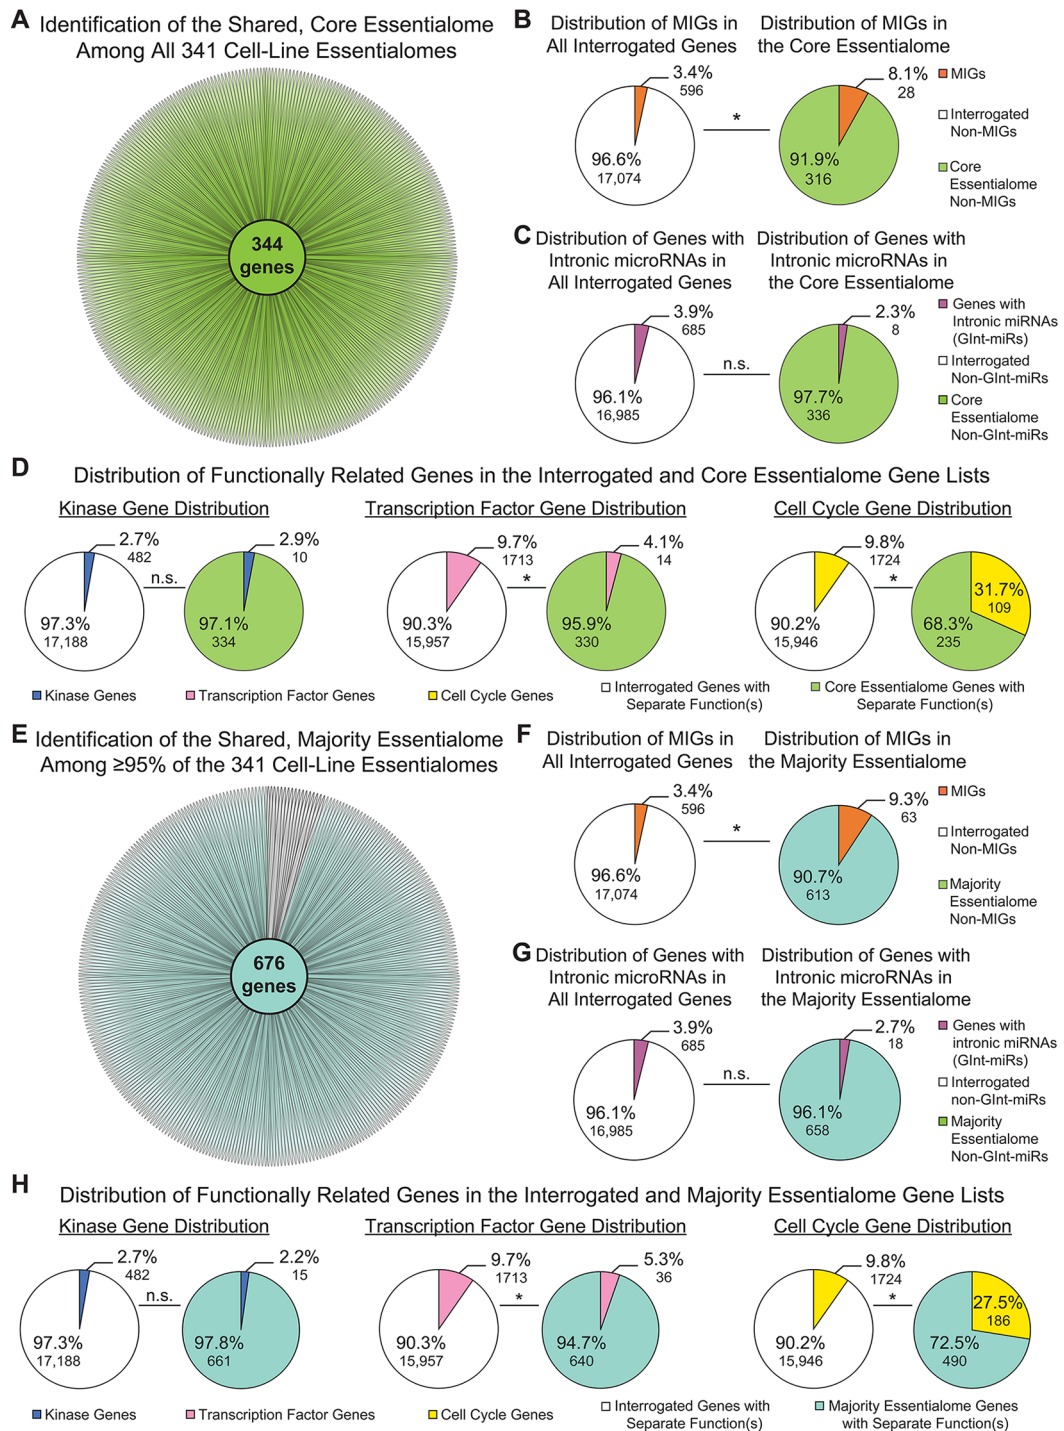 A Identification of the Shared, Core Essentialome
Among All 341 Cell-Line Essentialomes
344
genes
B Distribution of MIGs in
All Interrogated Genes
Distribution of MIGs in
the Core Essentialome
3.4%
596
96.6%
17,074
*
8.1%
28
91.9%
316
MIGs
Interrogated
Non-MIGs
Core
Essentialome
Non-MIGs
C Distribution of Genes with
Intronic microRNAs in
All Interrogated Genes
Distribution of Genes with
Intronic microRNAs in
the Core Essentialome
3.9%
685
96.1%
16,985
n.s.
2.3%
8
97.7%
336
Genes with
Intronic miRNAs
(GInt-miRs)
Interrogated
Non-GInt-miRs
Core
Essentialome
Non-GInt-miRs
D Distribution of Functionally Related Genes in the Interrogated and Core Essentialome Gene Lists
Kinase Gene Distribution
2.7%
482
97.3%
17,188
n.s.
2.9%
10
97.1%
334
Transcription Factor Gene Distribution
9.7%
1713
90.3%
15,957
*
4.1%
14
95.9%
330
Cell Cycle Gene Distribution
9.8%
1724
90.2%
15,946
*
31.7%
109
68.3%
235
Kinase Genes
Transcription Factor Genes
Cell Cycle Genes
Interrogated Genes with
Separate Function(s)
Core Essentialome Genes with
Separate Function(s)
E Identification of the Shared, Majority Essentialome
Among ≥95% of the 341 Cell-Line Essentialomes
676
genes
F Distribution of MIGs in
All Interrogated Genes
Distribution of MIGs in
the Majority Essentialome
3.4%
596
96.6%
17,074
*
9.3%
63
90.7%
613
MIGs
Interrogated
Non-MIGs
Majority
Essentialome
Non-MIGs
G Distribution of Genes with
Intronic microRNAs in
All Interrogated Genes
Distribution of Genes with
Intronic microRNAs in
the Majority Essentialome
3.9%
685
96.1%
16,985
n.s.
2.7%
18
96.1%
658
Genes with
intronic miRNAs
(GInt-miRs)
Interrogated
non-GInt-miRs
Majority
Essentialome
Non-GInt-miRs
H Distribution of Functionally Related Genes in the Interrogated and Majority Essentialome Gene Lists
Kinase Gene Distribution
2.7%
482
97.3%
17,188
n.s.
2.2%
15
97.8%
661
Transcription Factor Gene Distribution
9.7%
1713
90.3%
15,957
*
5.3%
36
94.7%
640
Cell Cycle Gene Distribution
9.8%
1724
90.2%
15,946
*
27.5%
186
72.5%
490
Kinase Genes
Transcription Factor Genes
Cell Cycle Genes
Interrogated Genes with
Separate Function(s)
Majority Essentialome Genes
with Separate Function(s)